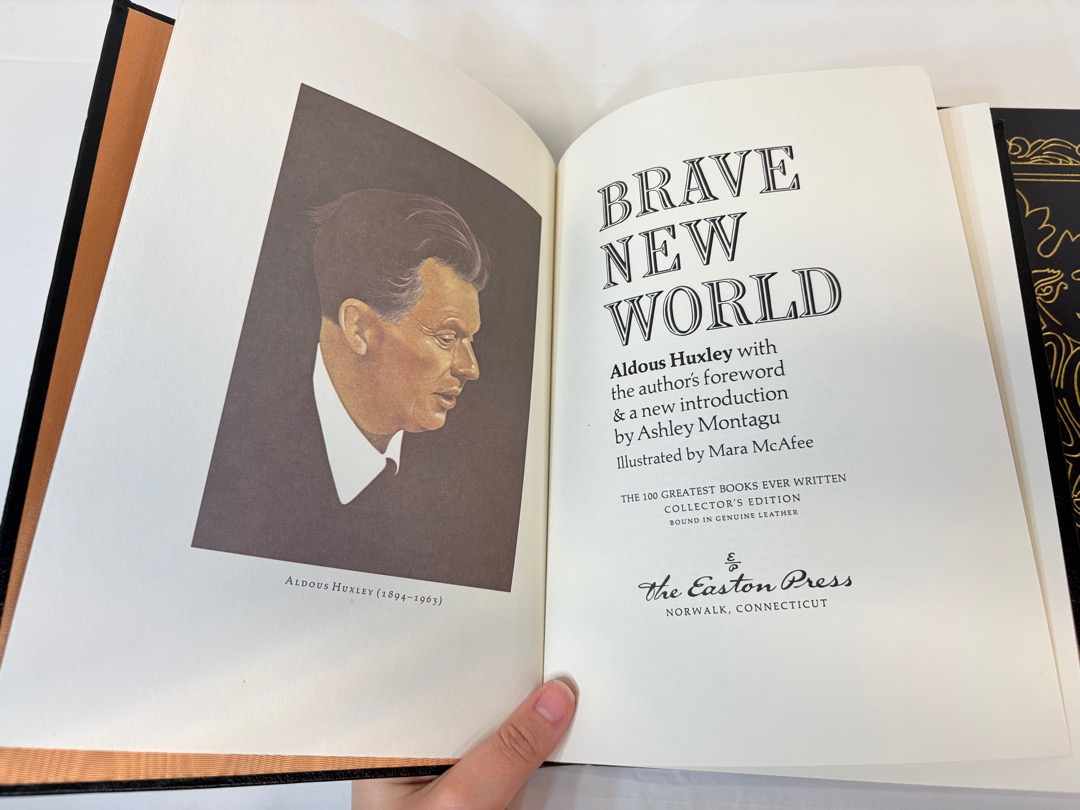 Aldous Huxley (1894–1963)
BRAVE
NEW
WORLD
Aldous Huxley with
the author's foreword
& a new introduction
by Ashley Montagu
Illustrated by Mara McAfee
THE 100 GREATEST BOOKS EVER WRITTEN
COLLECTOR'S EDITION
BOUND IN GENUINE LEATHER
E
P
The Easton Press
NORWALK, CONNECTICUT